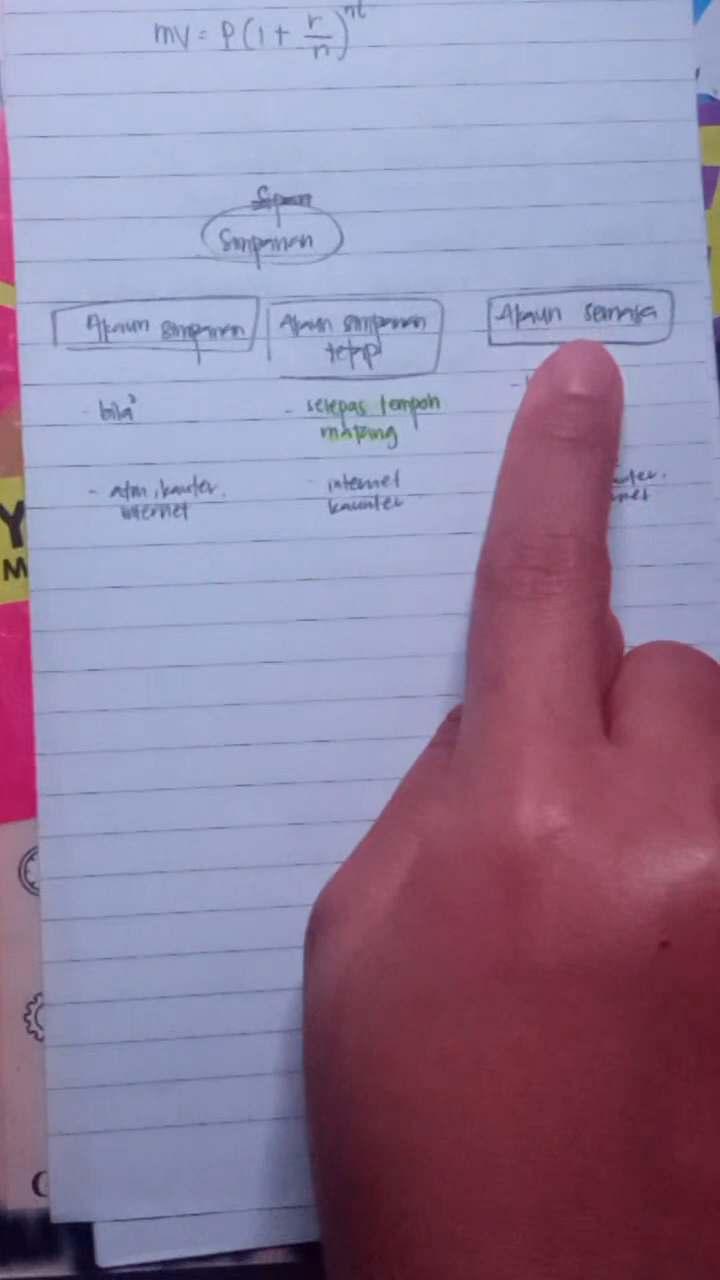 mv = P(1 + r/n)^nt
Simpanan
Akaun simpanan
Akaun simpanan
tetap
Akaun semasa
- bila²
- selepas tempoh
matang
- atm, kaunter.
internet
- internet
kaunter
Y
M